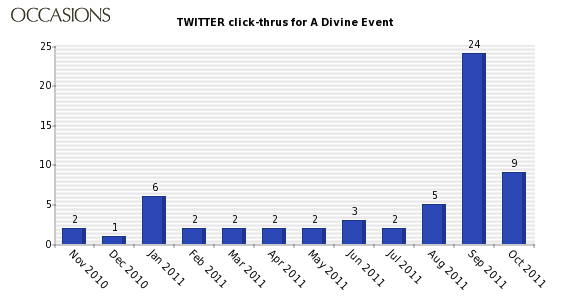 OCCASIONS
TWITTER click-thrus for A Divine Event
25
20
15
10
5
0
2
1
6
2
2
2
2
3
2
5
24
9
Nov 2010
Dec 2010
Jan 2011
Feb 2011
Mar 2011
Apr 2011
May 2011
Jun 2011
Jul 2011
Aug 2011
Sep 2011
Oct 2011